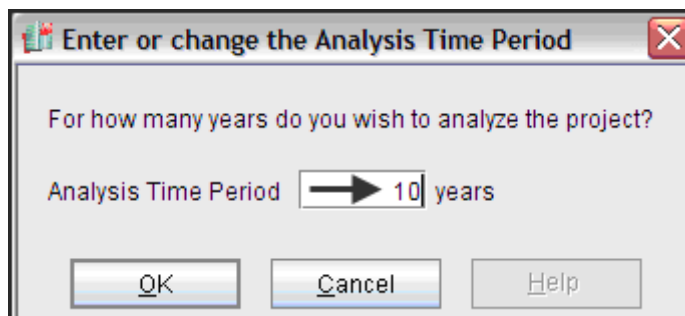 Enter or change the Analysis Time Period
For how many years do you wish to analyze the project?
Analysis Time Period 10 years
OK Cancel Help